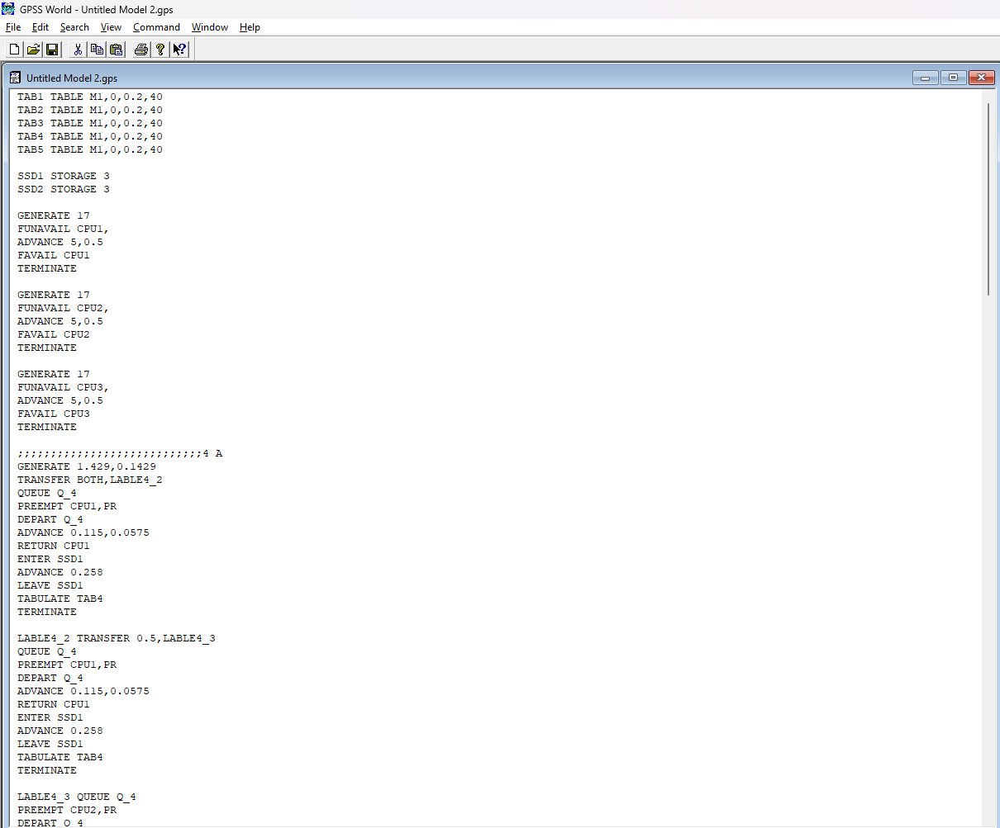 GPSS World - Untitled Model 2.gps
File Edit Search View Command Window Help
Untitled Model 2.gps
TAB1 TABLE M1,0,0.2,40
TAB2 TABLE M1,0,0.2,40
TAB3 TABLE M1,0,0.2,40
TAB4 TABLE M1,0,0.2,40
TAB5 TABLE M1,0,0.2,40
SSD1 STORAGE 3
SSD2 STORAGE 3
GENERATE 17
FUNAVAIL CPU1,
ADVANCE 5,0.5
FAVAIL CPU1
TERMINATE
GENERATE 17
FUNAVAIL CPU2,
ADVANCE 5,0.5
FAVAIL CPU2
TERMINATE
GENERATE 17
FUNAVAIL CPU3,
ADVANCE 5,0.5
FAVAIL CPU3
TERMINATE
;;;;;;;;;;;;;;;;;;;;;;;;;;;;4 A
GENERATE 1.429,0.1429
TRANSFER BOTH,LABLE4_2
QUEUE Q_4
PREEMPT CPU1,PR
DEPART Q_4
ADVANCE 0.115,0.0575
RETURN CPU1
ENTER SSD1
ADVANCE 0.258
LEAVE SSD1
TABULATE TAB4
TERMINATE
LABLE4_2 TRANSFER 0.5,LABLE4_3
QUEUE Q_4
PREEMPT CPU1,PR
DEPART Q_4
ADVANCE 0.115,0.0575
RETURN CPU1
ENTER SSD1
ADVANCE 0.258
LEAVE SSD1
TABULATE TAB4
TERMINATE
LABLE4_3 QUEUE Q_4
PREEMPT CPU2,PR
DEPART Q_4